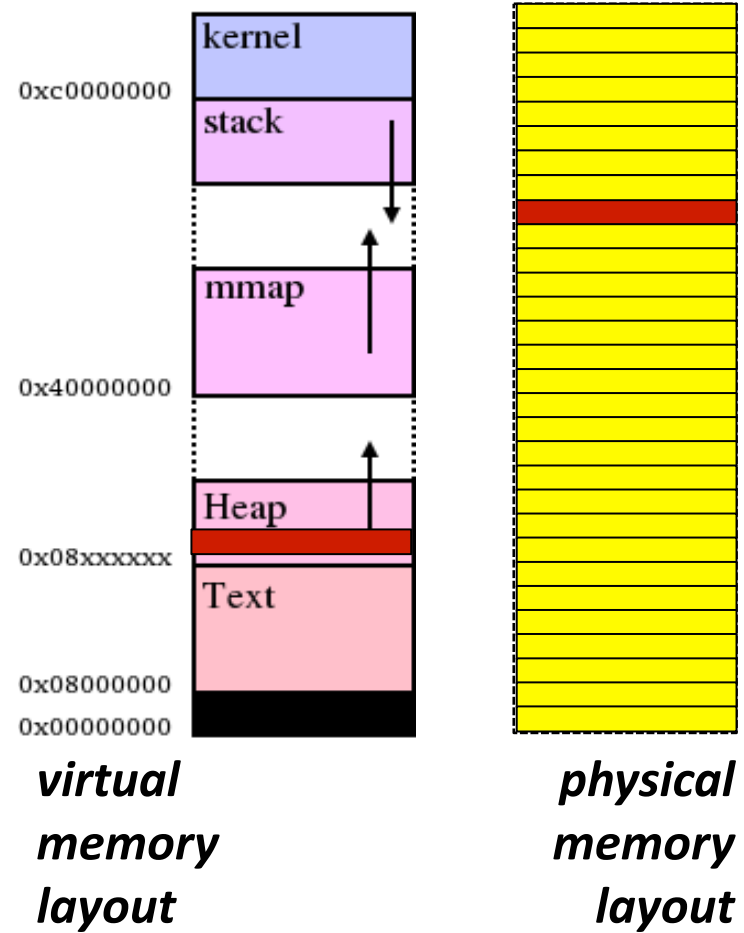 kernel
0xc0000000
stack
mmap
0x40000000
Heap
0x08xxxxxx
Text
0x08000000
0x00000000
virtual
memory
layout
physical
memory
layout